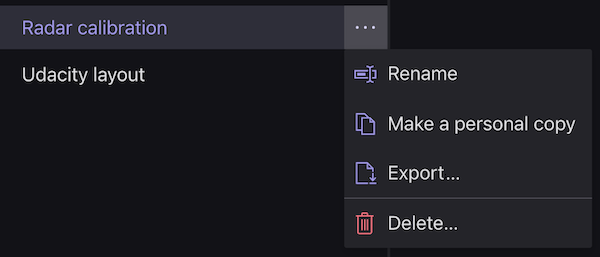 Radar calibration
Udacity layout
Rename
Make a personal copy
Export...
Delete...